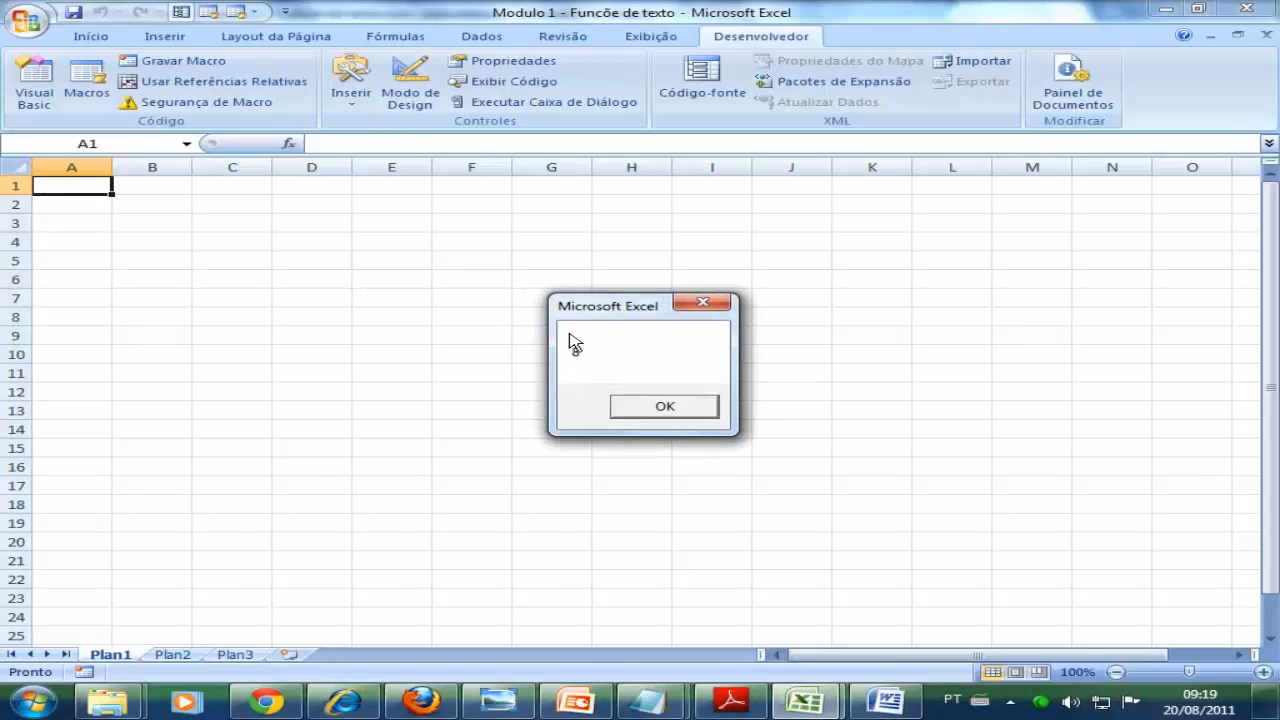 Modulo 1 - Funcõe de texto - Microsoft Excel
Início Inserir Layout da Página Fórmulas Dados Revisão Exibição Desenvolvedor
Visual Basic
Macros
Gravar Macro
Usar Referências Relativas
Segurança de Macro
Código
Inserir
Modo de Design
Propriedades
Exibir Código
Executar Caixa de Diálogo
Controles
Código-fonte
Propriedades do Mapa
Pacotes de Expansão
Atualizar Dados
Importar
Exportar
XML
Painel de Documentos
Modificar
A1 fx
A B C D E F G H I J K L M N O
1
2
3
4
5
6
7
8
9
10
11
12
13
14
15
16
17
18
19
20
21
22
23
24
25
Microsoft Excel
OK
Plan1 Plan2 Plan3
Pronto 100%
PT 09:19
20/08/2011